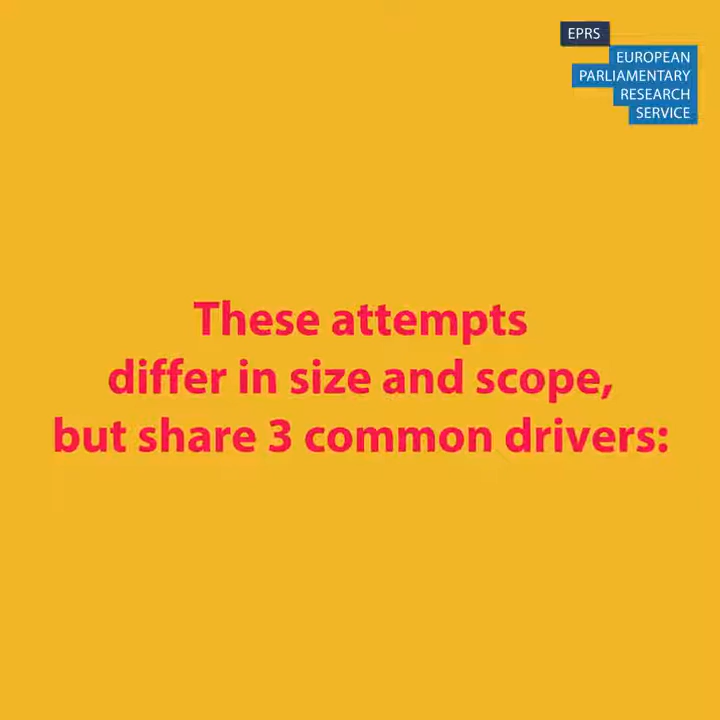 EPRS
EUROPEAN
PARLIAMENTARY
RESEARCH
SERVICE
These attempts
differ in size and scope,
but share 3 common drivers: